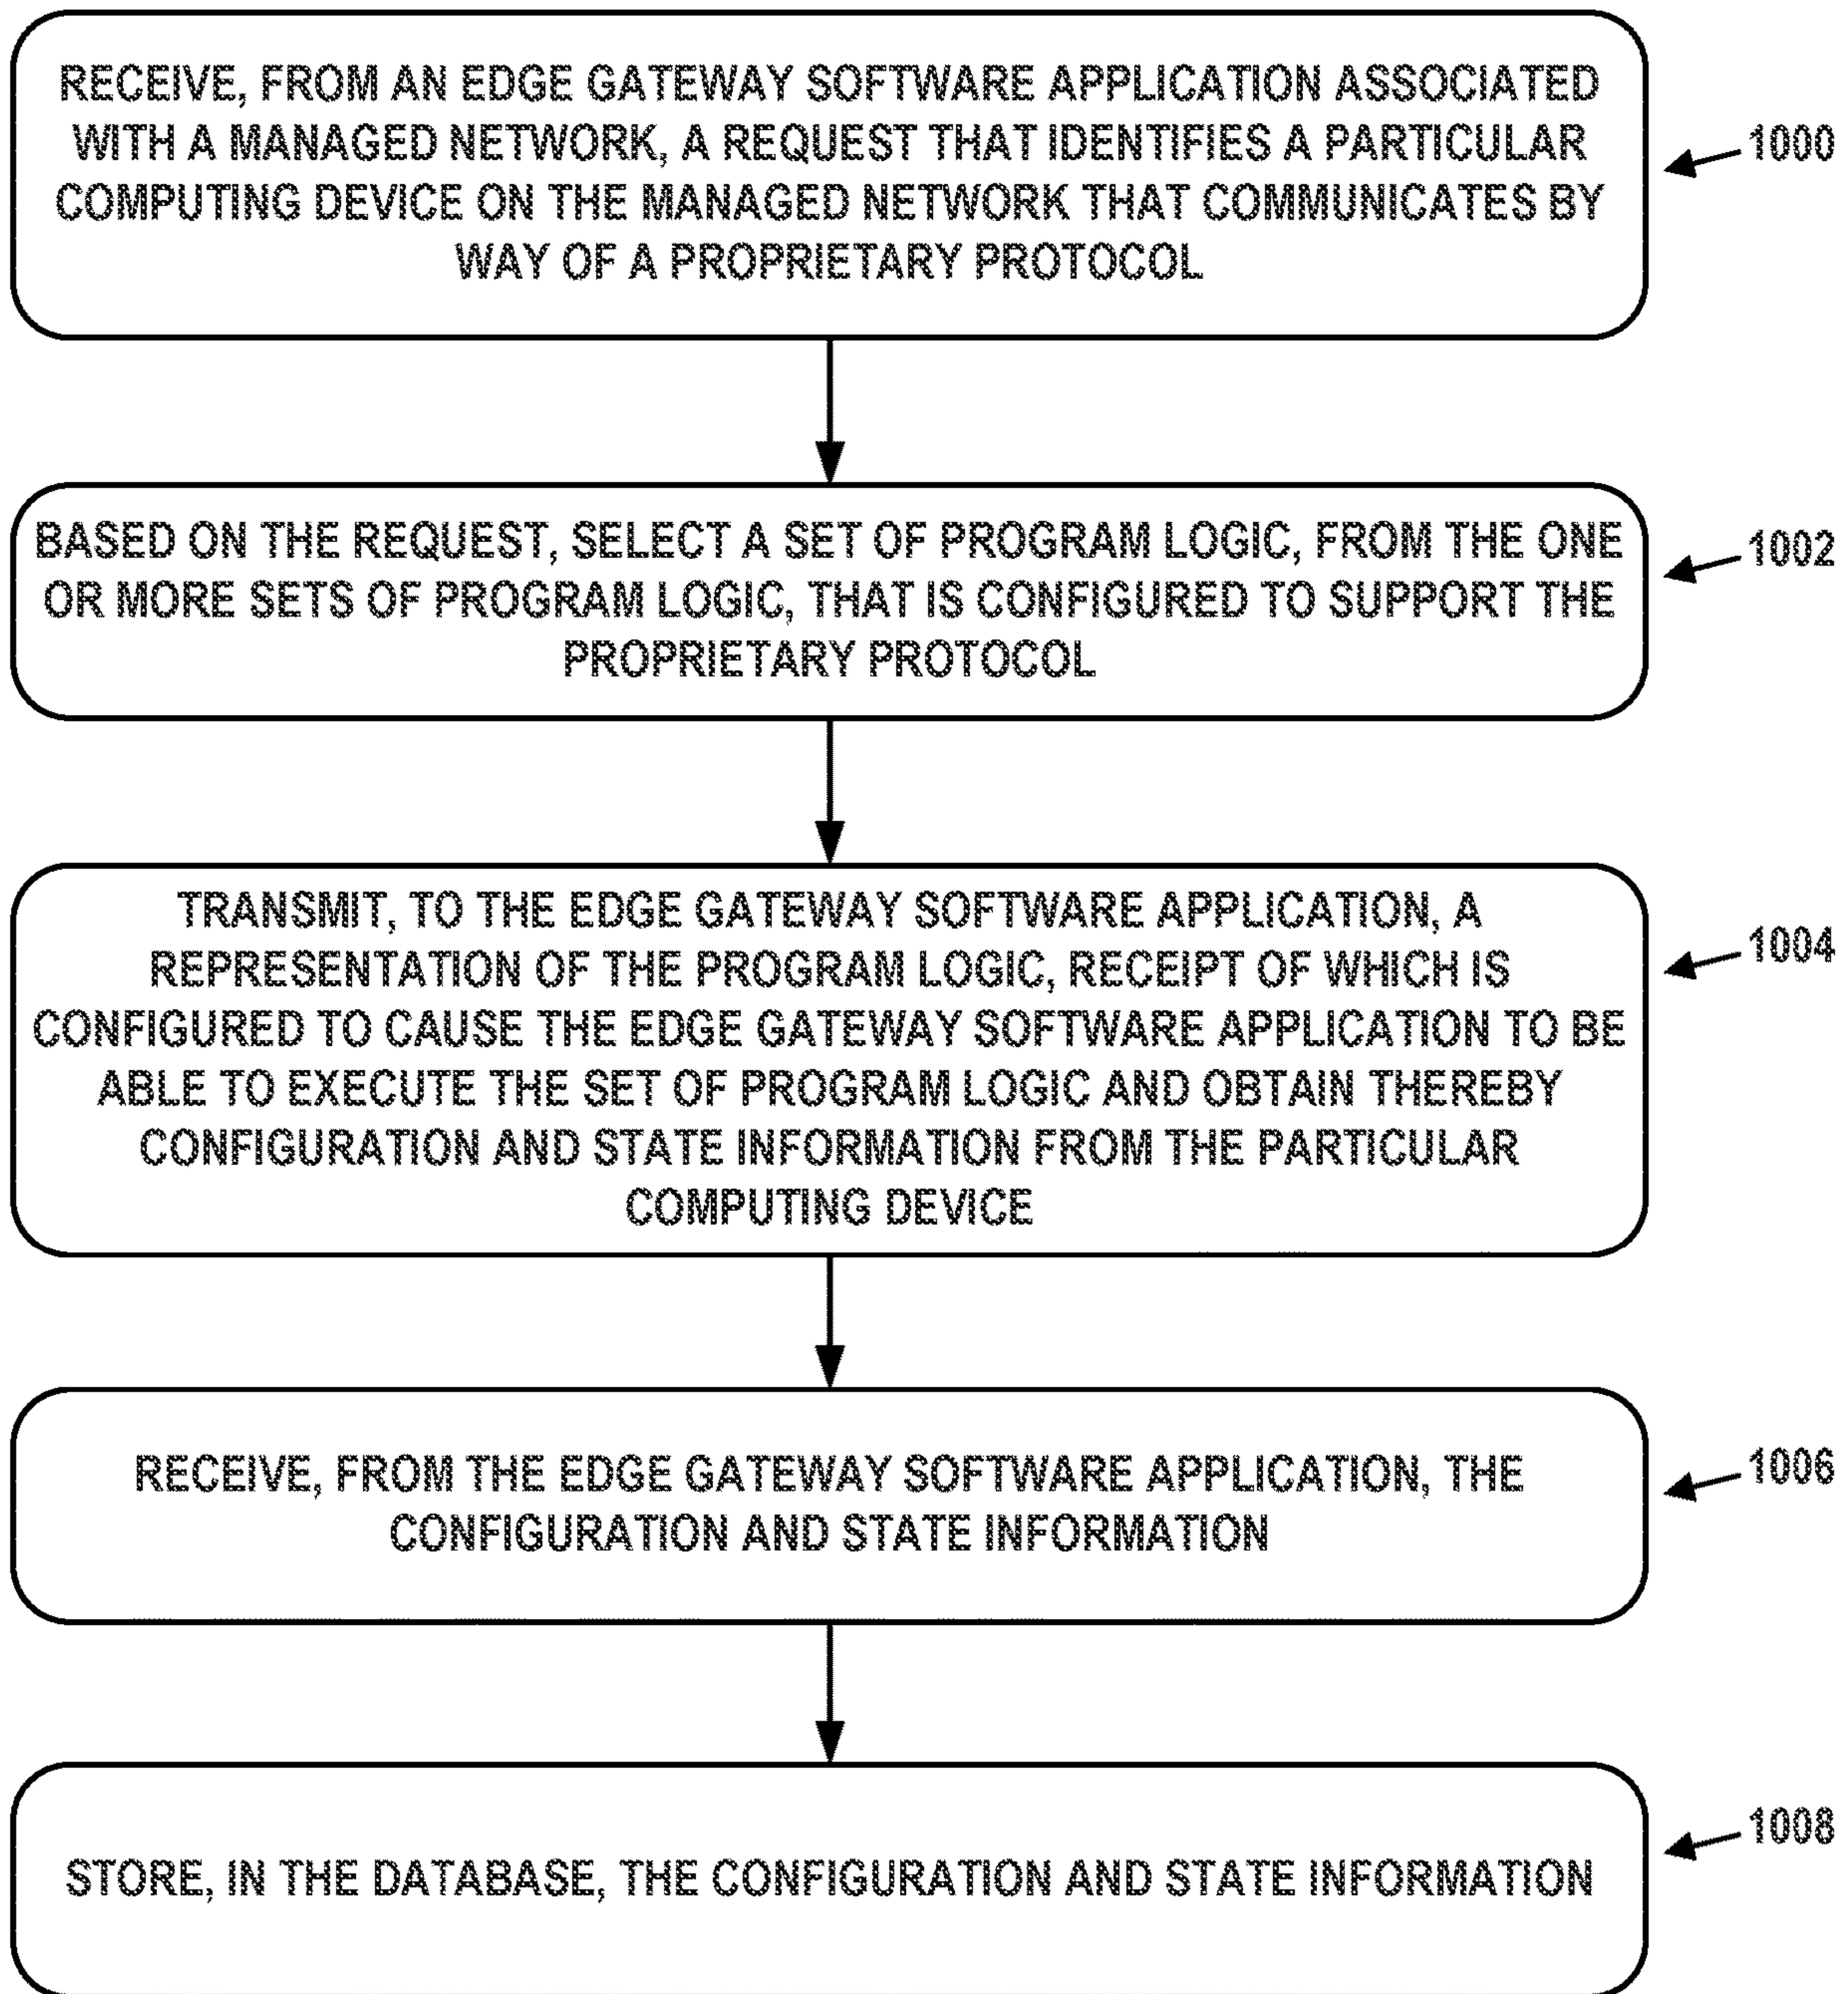 RECEIVE, FROM AN EDGE GATEWAY SOFTWARE APPLICATION ASSOCIATED
WITH A MANAGED NETWORK, A REQUEST THAT IDENTIFIES A PARTICULAR
COMPUTING DEVICE ON THE MANAGED NETWORK THAT COMMUNICATES BY
WAY OF A PROPRIETARY PROTOCOL
1000
BASED ON THE REQUEST, SELECT A SET OF PROGRAM LOGIC, FROM THE ONE
OR MORE SETS OF PROGRAM LOGIC, THAT IS CONFIGURED TO SUPPORT THE
PROPRIETARY PROTOCOL
1002
TRANSMIT, TO THE EDGE GATEWAY SOFTWARE APPLICATION, A
REPRESENTATION OF THE PROGRAM LOGIC, RECEIPT OF WHICH IS
CONFIGURED TO CAUSE THE EDGE GATEWAY SOFTWARE APPLICATION TO BE
ABLE TO EXECUTE THE SET OF PROGRAM LOGIC AND OBTAIN THEREBY
CONFIGURATION AND STATE INFORMATION FROM THE PARTICULAR
COMPUTING DEVICE
1004
RECEIVE, FROM THE EDGE GATEWAY SOFTWARE APPLICATION, THE
CONFIGURATION AND STATE INFORMATION
1006
STORE, IN THE DATABASE, THE CONFIGURATION AND STATE INFORMATION
1008